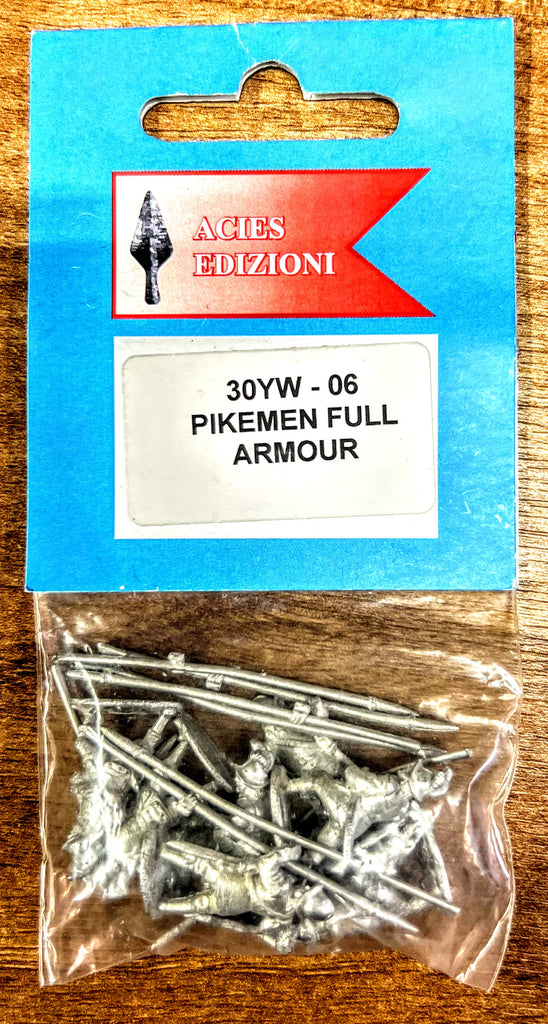 ACIES
EDIZIONI
30YW - 06
PIKEMEN FULL
ARMOUR